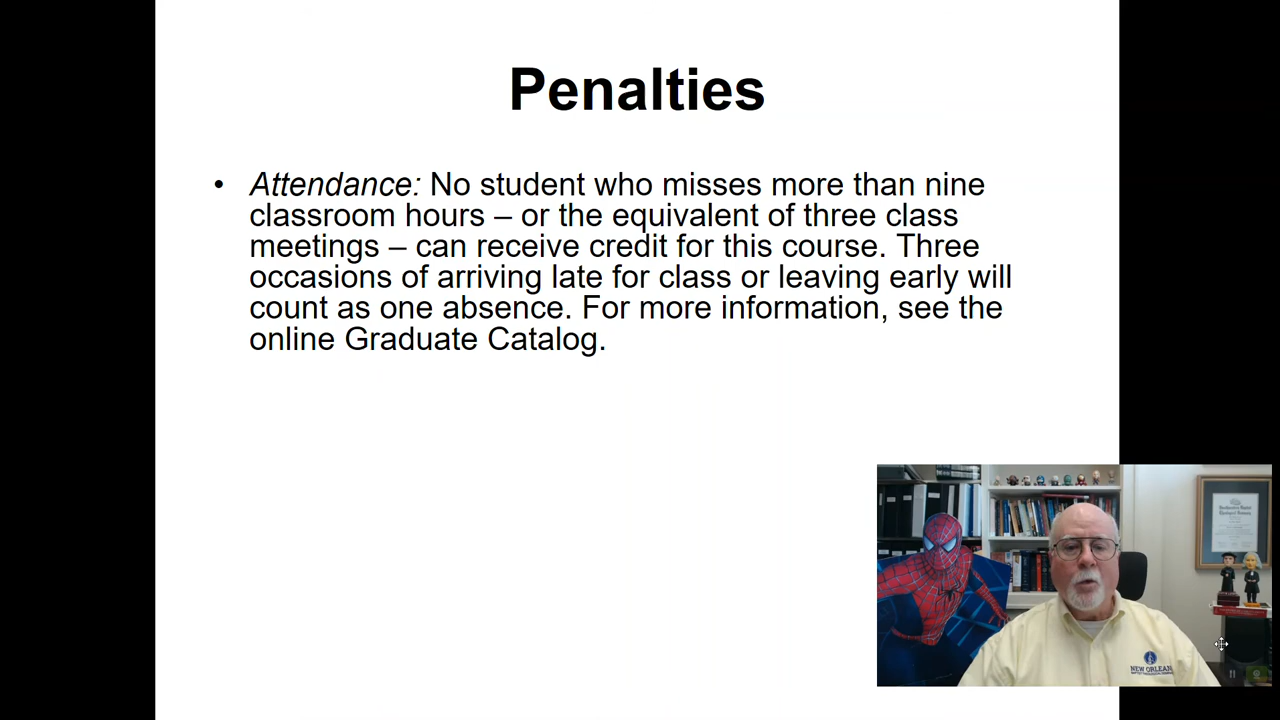 Penalties
• Attendance: No student who misses more than nine
classroom hours – or the equivalent of three class
meetings – can receive credit for this course. Three
occasions of arriving late for class or leaving early will
count as one absence. For more information, see the
online Graduate Catalog.
NEW ORLEANS